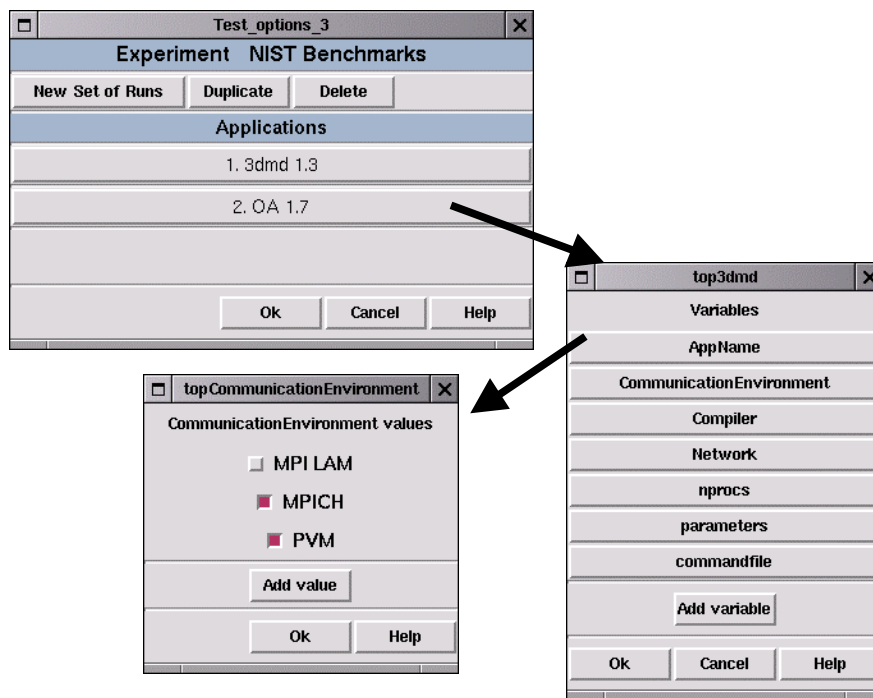 Test_options_3
Experiment NIST Benchmarks
New Set of Runs Duplicate Delete
Applications
1. 3dmd 1.3
2. OA 1.7
Ok Cancel Help
top3dmd
Variables
AppName
CommunicationEnvironment
Compiler
Network
nprocs
parameters
commandfile
Add variable
Ok Cancel Help
topCommunicationEnvironment
CommunicationEnvironment values
MPI LAM
MPICH
PVM
Add value
Ok Help